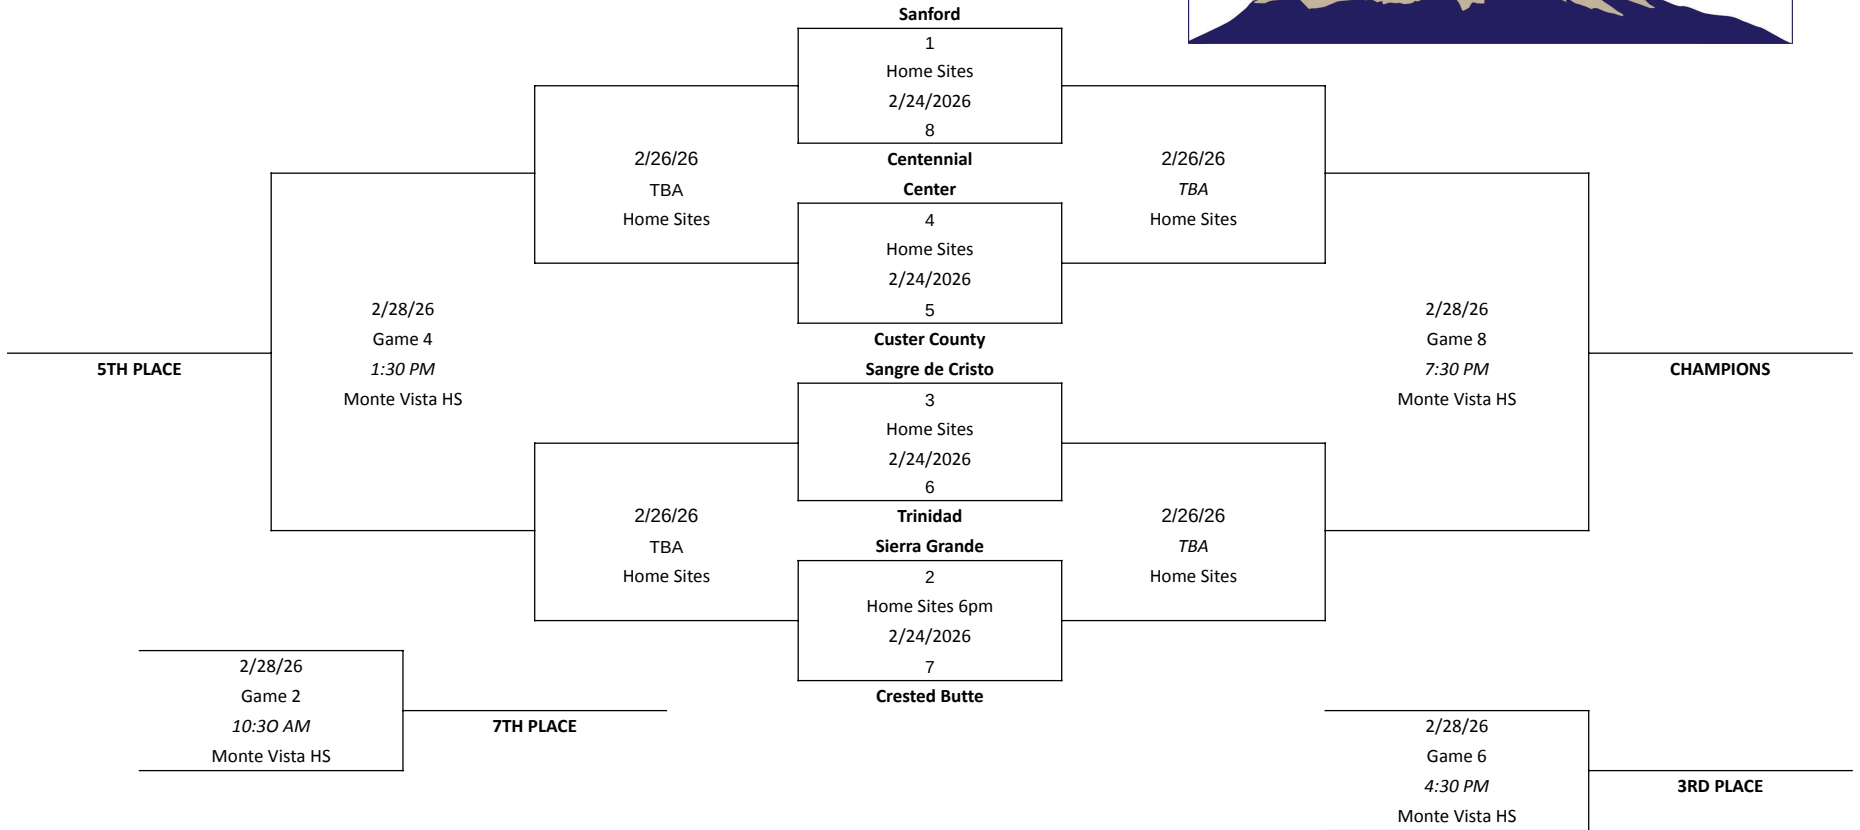 Sanford
1
Home Sites
2/24/2026
8
Centennial
2/26/26
TBA
Home Sites
2/26/26
TBA
Home Sites
Center
4
Home Sites
2/24/2026
5
Custer County
2/28/26
Game 4
1:30 PM
Monte Vista HS
5TH PLACE
2/28/26
Game 8
7:30 PM
Monte Vista HS
CHAMPIONS
Sangre de Cristo
3
Home Sites
2/24/2026
6
Trinidad
2/26/26
TBA
Home Sites
2/26/26
TBA
Home Sites
Sierra Grande
2
Home Sites 6pm
2/24/2026
7
Crested Butte
2/28/26
Game 2
10:3O AM
Monte Vista HS
7TH PLACE
2/28/26
Game 6
4:30 PM
Monte Vista HS
3RD PLACE